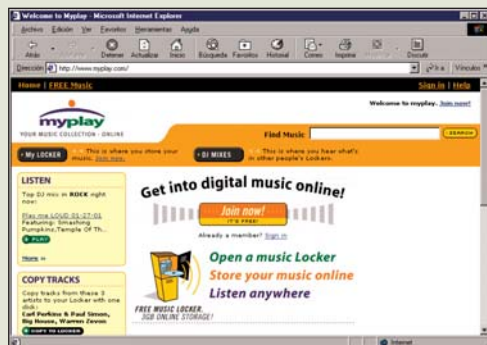 Welcome to Myplay - Microsoft Internet Explorer
Archivo Edición Ver Favoritos Herramientas Ayuda
Atrás Detener Actualizar Inicio Búsqueda Favoritos Historial Correo Imprimir
Dirección http://www.myplay.com/ Ir a Vínculos »
Home | FREE Music Sign in | Help
Welcome to myplay. Join now!
myplay
YOUR MUSIC COLLECTION - ONLINE
Find Music SEARCH
My LOCKER This is where you store your music. Join now.
DJ MIXES This is where you hear what's in other people's Lockers.
LISTEN
Top DJ mix in ROCK right now:
Play me LOUD 01-27-01
Featuring: Smashing Pumpkins,Temple Of Th...
PLAY
More »
COPY TRACKS
Copy tracks from these 3 artists to your Locker with one click:
Carl Perkins & Paul Simon, Big House, Warren Zevon
COPY TO LOCKER
Get into digital music online!
Join now!
IT'S FREE!
Already a member? Sign in
Open a music Locker
Store your music online
Listen anywhere
FREE MUSIC LOCKER.
3GB ONLINE STORAGE!
Internet